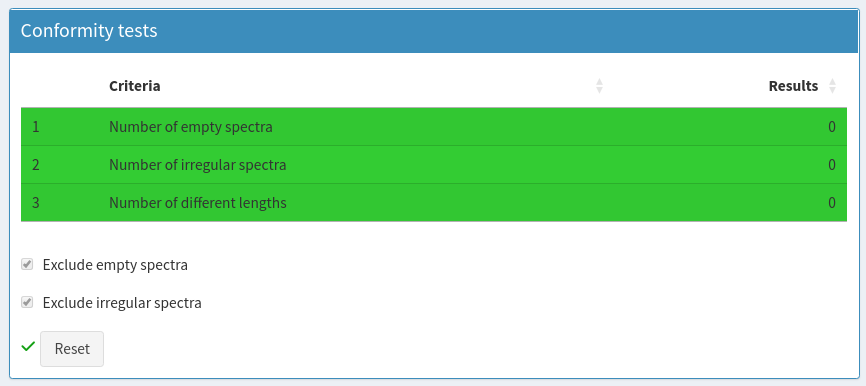 Conformity tests
Criteria Results
1 Number of empty spectra 0
2 Number of irregular spectra 0
3 Number of different lengths 0
Exclude empty spectra
Exclude irregular spectra
Reset